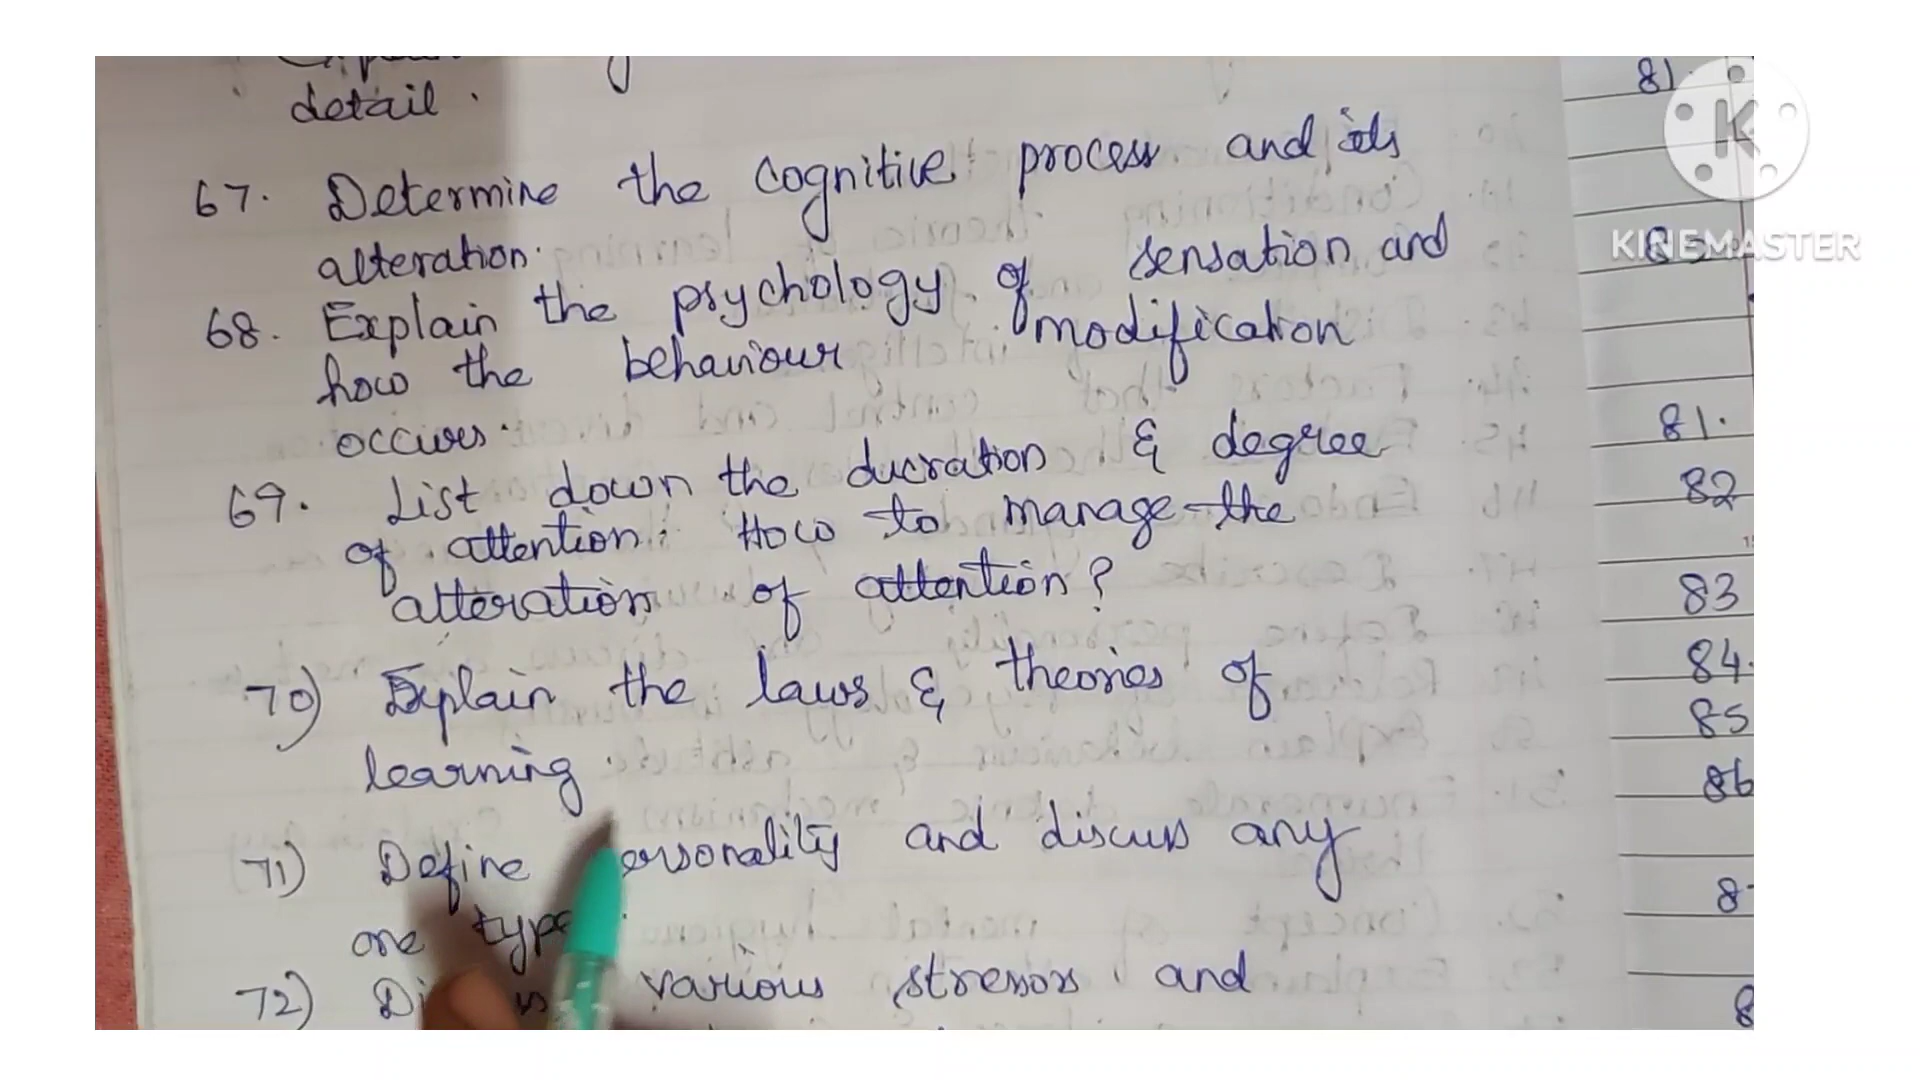 detail.
67. Determine the cognitive process and its
alteration.
68. Explain the psychology of sensation and
how the behaviour modification
occurs.
69. List down the duration & degree
of attention. How to manage the
alteration of attention?
70) Explain the laws & theories of
learning.
71) Define personality and discuss any
one type.
72) various stressors and
81.
81.
82
83
84.
85
86
K
KINEMASTER